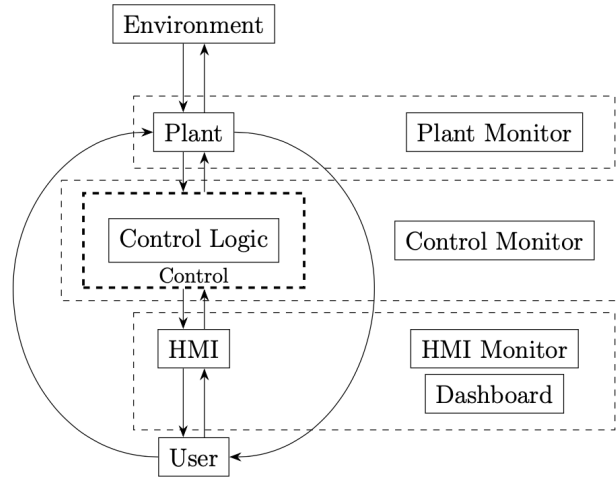 Environment
Plant
Plant Monitor
Control Logic
Control
Control Monitor
HMI
HMI Monitor
Dashboard
User